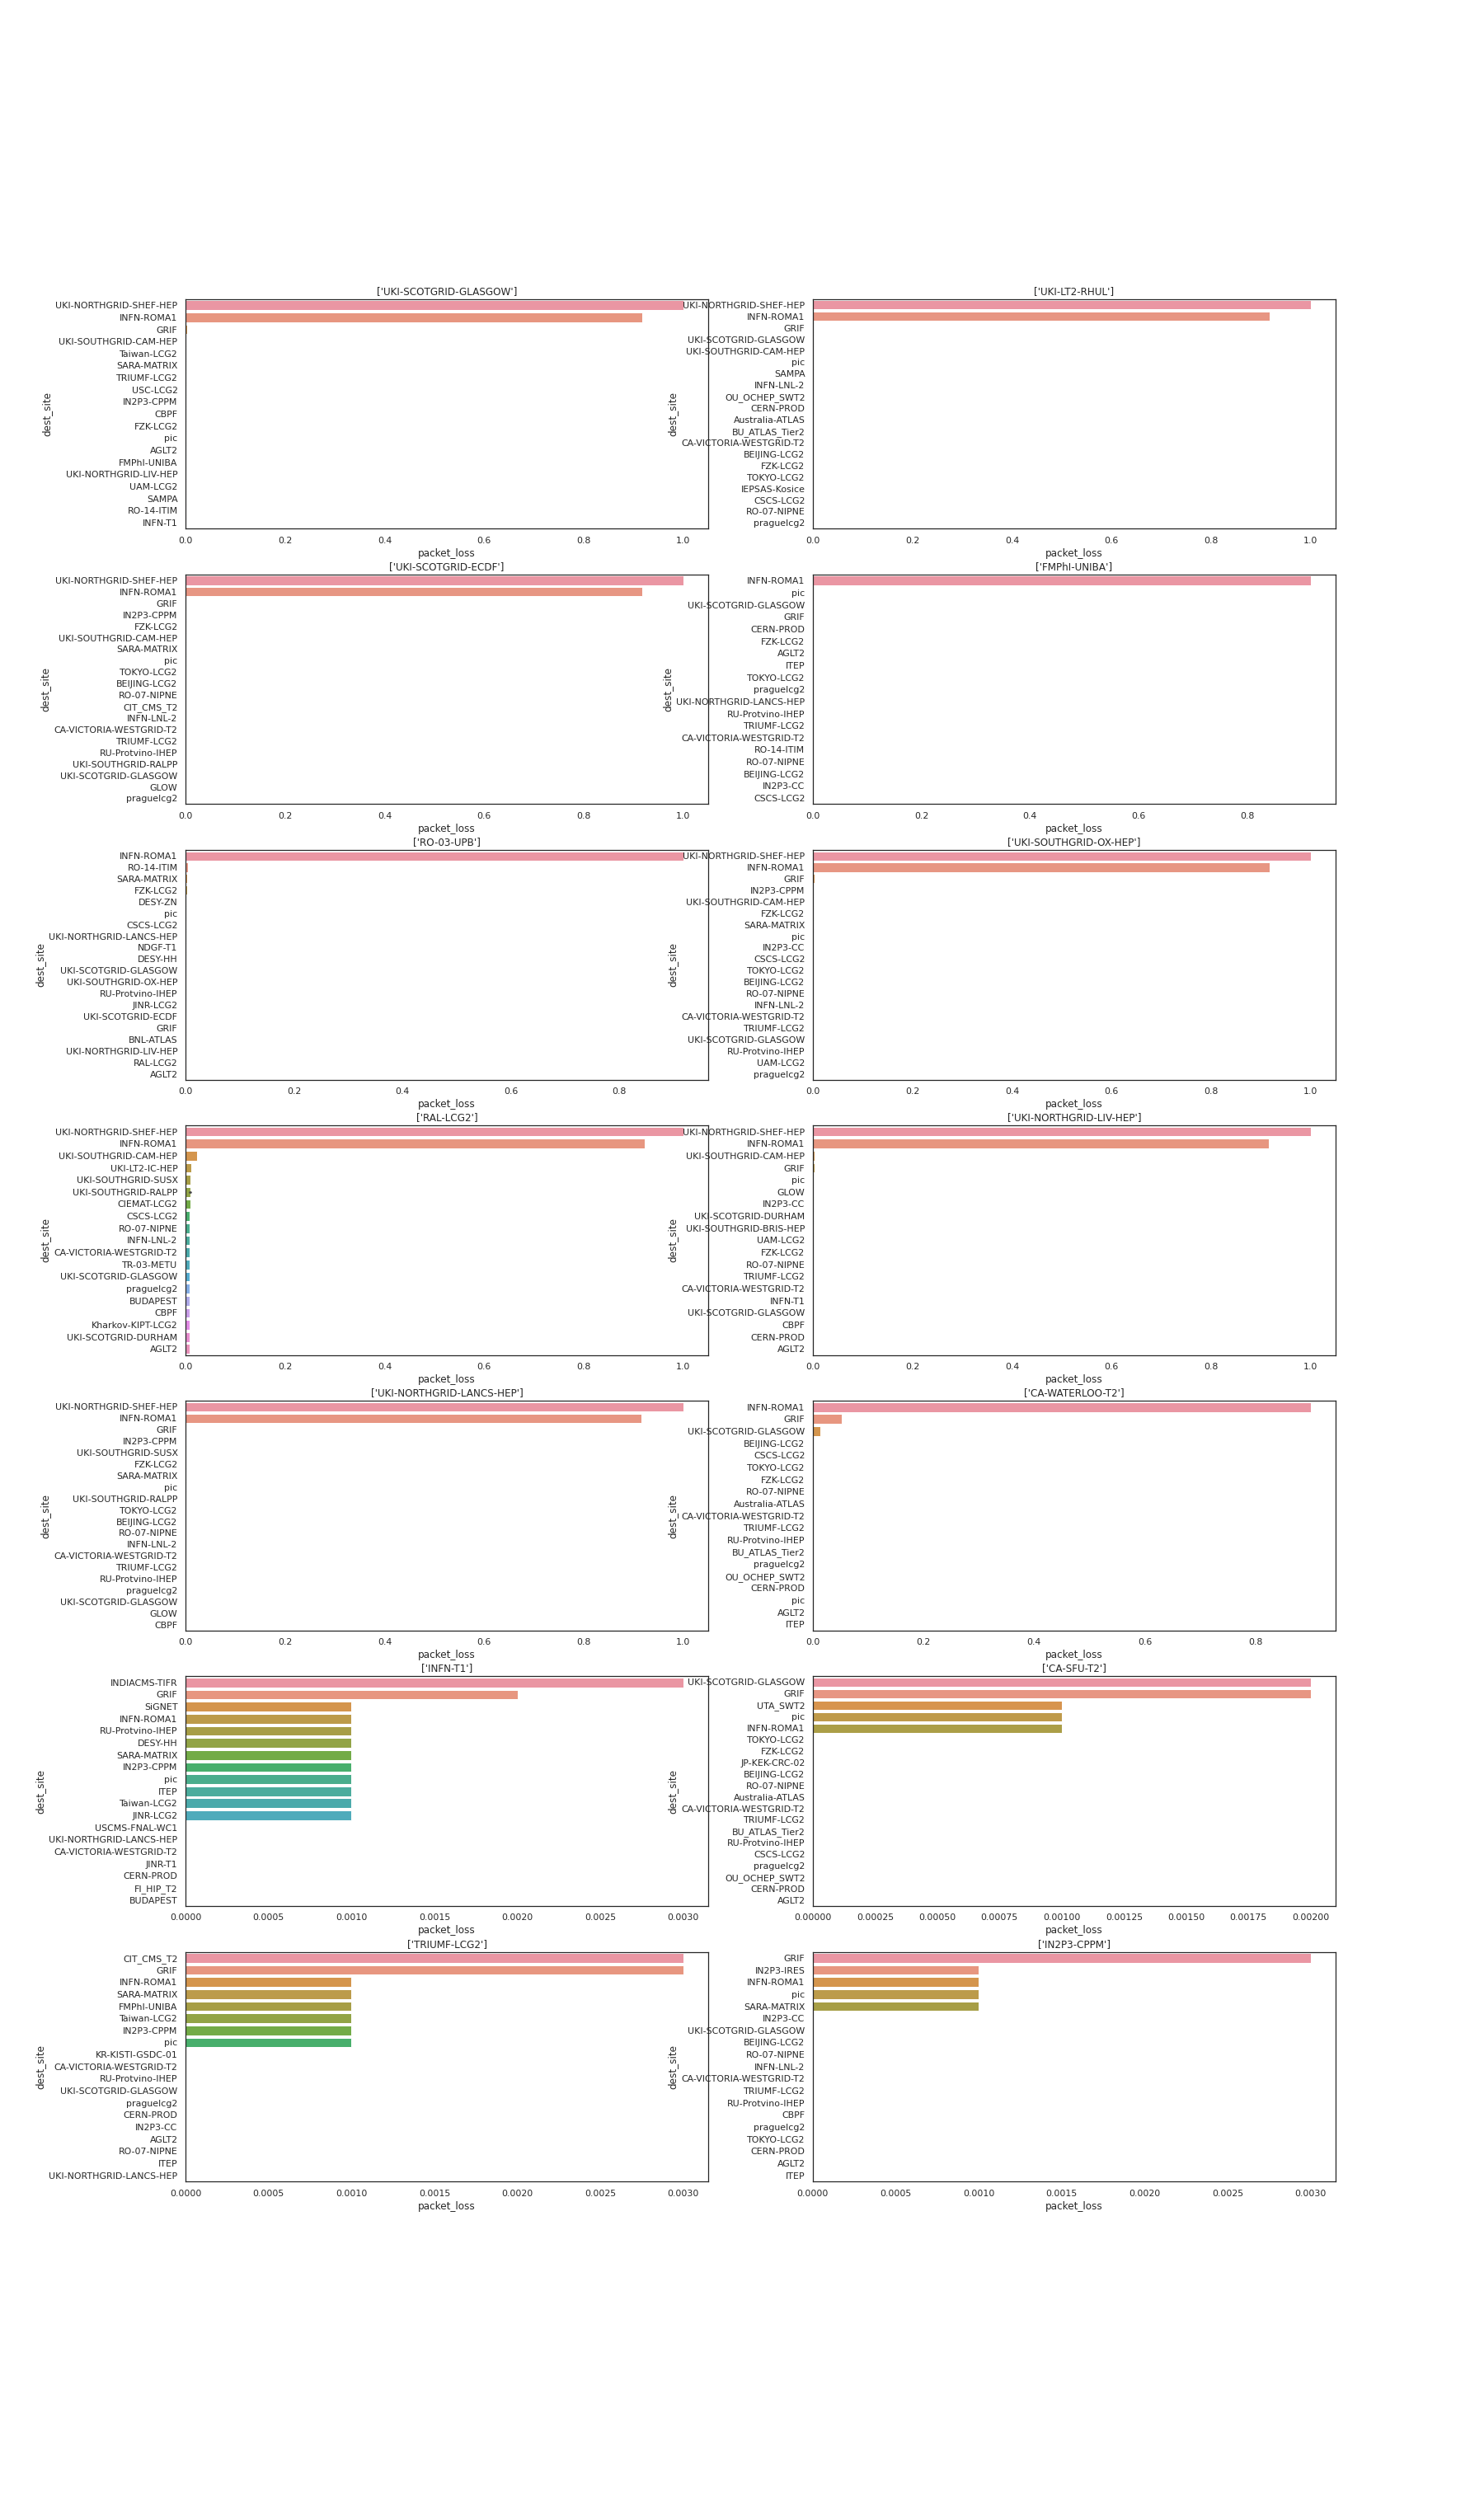 ['UKI-SCOTGRID-GLASGOW']
UKI-NORTHGRID-SHEF-HEP
INFN-ROMA1
GRIF
UKI-SOUTHGRID-CAM-HEP
Taiwan-LCG2
SARA-MATRIX
TRIUMF-LCG2
USC-LCG2
IN2P3-CPPM
CBPF
FZK-LCG2
pic
AGLT2
FMPhI-UNIBA
UKI-NORTHGRID-LIV-HEP
UAM-LCG2
SAMPA
RO-14-ITIM
INFN-T1
dest_site
0.0 0.2 0.4 0.6 0.8 1.0
packet_loss
['UKI-LT2-RHUL']
UKI-NORTHGRID-SHEF-HEP
INFN-ROMA1
GRIF
UKI-SCOTGRID-GLASGOW
UKI-SOUTHGRID-CAM-HEP
pic
SAMPA
INFN-LNL-2
OU_OCHEP_SWT2
CERN-PROD
Australia-ATLAS
BU_ATLAS_Tier2
CA-VICTORIA-WESTGRID-T2
BEIJING-LCG2
FZK-LCG2
TOKYO-LCG2
IEPSAS-Kosice
CSCS-LCG2
RO-07-NIPNE
praguelcg2
dest_site
0.0 0.2 0.4 0.6 0.8 1.0
packet_loss
['UKI-SCOTGRID-ECDF']
UKI-NORTHGRID-SHEF-HEP
INFN-ROMA1
GRIF
IN2P3-CPPM
FZK-LCG2
UKI-SOUTHGRID-CAM-HEP
SARA-MATRIX
pic
TOKYO-LCG2
BEIJING-LCG2
RO-07-NIPNE
CIT_CMS_T2
INFN-LNL-2
CA-VICTORIA-WESTGRID-T2
TRIUMF-LCG2
RU-Protvino-IHEP
UKI-SOUTHGRID-RALPP
UKI-SCOTGRID-GLASGOW
GLOW
praguelcg2
dest_site
0.0 0.2 0.4 0.6 0.8 1.0
packet_loss
['FMPhI-UNIBA']
INFN-ROMA1
pic
UKI-SCOTGRID-GLASGOW
GRIF
CERN-PROD
FZK-LCG2
AGLT2
ITEP
TOKYO-LCG2
praguelcg2
UKI-NORTHGRID-LANCS-HEP
RU-Protvino-IHEP
TRIUMF-LCG2
CA-VICTORIA-WESTGRID-T2
RO-14-ITIM
RO-07-NIPNE
BEIJING-LCG2
IN2P3-CC
CSCS-LCG2
dest_site
0.0 0.2 0.4 0.6 0.8
packet_loss
['RO-03-UPB']
INFN-ROMA1
RO-14-ITIM
SARA-MATRIX
FZK-LCG2
DESY-ZN
pic
CSCS-LCG2
UKI-NORTHGRID-LANCS-HEP
NDGF-T1
DESY-HH
UKI-SCOTGRID-GLASGOW
UKI-SOUTHGRID-OX-HEP
RU-Protvino-IHEP
JINR-LCG2
UKI-SCOTGRID-ECDF
GRIF
BNL-ATLAS
UKI-NORTHGRID-LIV-HEP
RAL-LCG2
AGLT2
dest_site
0.0 0.2 0.4 0.6 0.8
packet_loss
['UKI-SOUTHGRID-OX-HEP']
UKI-NORTHGRID-SHEF-HEP
INFN-ROMA1
GRIF
IN2P3-CPPM
UKI-SOUTHGRID-CAM-HEP
FZK-LCG2
SARA-MATRIX
pic
IN2P3-CC
CSCS-LCG2
TOKYO-LCG2
BEIJING-LCG2
RO-07-NIPNE
INFN-LNL-2
CA-VICTORIA-WESTGRID-T2
TRIUMF-LCG2
UKI-SCOTGRID-GLASGOW
RU-Protvino-IHEP
UAM-LCG2
praguelcg2
dest_site
0.0 0.2 0.4 0.6 0.8 1.0
packet_loss
['RAL-LCG2']
UKI-NORTHGRID-SHEF-HEP
INFN-ROMA1
UKI-SOUTHGRID-CAM-HEP
UKI-LT2-IC-HEP
UKI-SOUTHGRID-SUSX
UKI-SOUTHGRID-RALPP
CIEMAT-LCG2
CSCS-LCG2
RO-07-NIPNE
INFN-LNL-2
CA-VICTORIA-WESTGRID-T2
TR-03-METU
UKI-SCOTGRID-GLASGOW
praguelcg2
BUDAPEST
CBPF
Kharkov-KIPT-LCG2
UKI-SCOTGRID-DURHAM
AGLT2
dest_site
0.0 0.2 0.4 0.6 0.8 1.0
packet_loss
['UKI-NORTHGRID-LIV-HEP']
UKI-NORTHGRID-SHEF-HEP
INFN-ROMA1
UKI-SOUTHGRID-CAM-HEP
GRIF
pic
GLOW
IN2P3-CC
UKI-SCOTGRID-DURHAM
UKI-SOUTHGRID-BRIS-HEP
UAM-LCG2
FZK-LCG2
RO-07-NIPNE
TRIUMF-LCG2
CA-VICTORIA-WESTGRID-T2
INFN-T1
UKI-SCOTGRID-GLASGOW
CBPF
CERN-PROD
AGLT2
dest_site
0.0 0.2 0.4 0.6 0.8 1.0
packet_loss
['UKI-NORTHGRID-LANCS-HEP']
UKI-NORTHGRID-SHEF-HEP
INFN-ROMA1
GRIF
IN2P3-CPPM
UKI-SOUTHGRID-SUSX
FZK-LCG2
SARA-MATRIX
pic
UKI-SOUTHGRID-RALPP
TOKYO-LCG2
BEIJING-LCG2
RO-07-NIPNE
INFN-LNL-2
CA-VICTORIA-WESTGRID-T2
TRIUMF-LCG2
RU-Protvino-IHEP
praguelcg2
UKI-SCOTGRID-GLASGOW
GLOW
CBPF
dest_site
0.0 0.2 0.4 0.6 0.8 1.0
packet_loss
['CA-WATERLOO-T2']
INFN-ROMA1
GRIF
UKI-SCOTGRID-GLASGOW
BEIJING-LCG2
CSCS-LCG2
TOKYO-LCG2
FZK-LCG2
RO-07-NIPNE
Australia-ATLAS
CA-VICTORIA-WESTGRID-T2
TRIUMF-LCG2
RU-Protvino-IHEP
BU_ATLAS_Tier2
praguelcg2
OU_OCHEP_SWT2
CERN-PROD
pic
AGLT2
ITEP
dest_site
0.0 0.2 0.4 0.6 0.8
packet_loss
['INFN-T1']
INDIACMS-TIFR
GRIF
SiGNET
INFN-ROMA1
RU-Protvino-IHEP
DESY-HH
SARA-MATRIX
IN2P3-CPPM
pic
ITEP
Taiwan-LCG2
JINR-LCG2
USCMS-FNAL-WC1
UKI-NORTHGRID-LANCS-HEP
CA-VICTORIA-WESTGRID-T2
JINR-T1
CERN-PROD
FI_HIP_T2
BUDAPEST
dest_site
0.0000 0.0005 0.0010 0.0015 0.0020 0.0025 0.0030
packet_loss
['CA-SFU-T2']
UKI-SCOTGRID-GLASGOW
GRIF
UTA_SWT2
pic
INFN-ROMA1
TOKYO-LCG2
FZK-LCG2
JP-KEK-CRC-02
BEIJING-LCG2
RO-07-NIPNE
Australia-ATLAS
CA-VICTORIA-WESTGRID-T2
TRIUMF-LCG2
BU_ATLAS_Tier2
RU-Protvino-IHEP
CSCS-LCG2
praguelcg2
OU_OCHEP_SWT2
CERN-PROD
AGLT2
dest_site
0.00000 0.00025 0.00050 0.00075 0.00100 0.00125 0.00150 0.00175 0.00200
packet_loss
['TRIUMF-LCG2']
CIT_CMS_T2
GRIF
INFN-ROMA1
SARA-MATRIX
FMPhI-UNIBA
Taiwan-LCG2
IN2P3-CPPM
pic
KR-KISTI-GSDC-01
CA-VICTORIA-WESTGRID-T2
RU-Protvino-IHEP
UKI-SCOTGRID-GLASGOW
praguelcg2
CERN-PROD
IN2P3-CC
AGLT2
RO-07-NIPNE
ITEP
UKI-NORTHGRID-LANCS-HEP
dest_site
0.0000 0.0005 0.0010 0.0015 0.0020 0.0025 0.0030
packet_loss
['IN2P3-CPPM']
GRIF
IN2P3-IRES
INFN-ROMA1
pic
SARA-MATRIX
IN2P3-CC
UKI-SCOTGRID-GLASGOW
BEIJING-LCG2
RO-07-NIPNE
INFN-LNL-2
CA-VICTORIA-WESTGRID-T2
TRIUMF-LCG2
RU-Protvino-IHEP
CBPF
praguelcg2
TOKYO-LCG2
CERN-PROD
AGLT2
ITEP
dest_site
0.0000 0.0005 0.0010 0.0015 0.0020 0.0025 0.0030
packet_loss